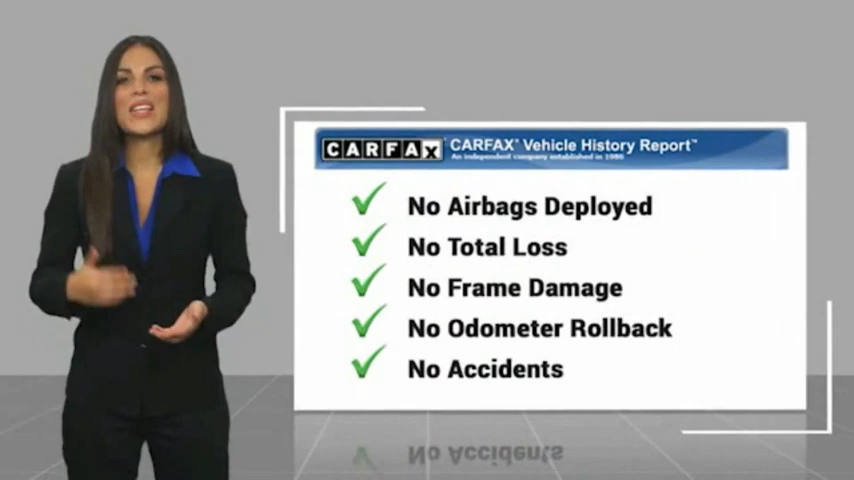 CARFAX CARFAX® Vehicle History Report™
An independent company established in 1986
No Airbags Deployed
No Total Loss
No Frame Damage
No Odometer Rollback
No Accidents
No Accidents